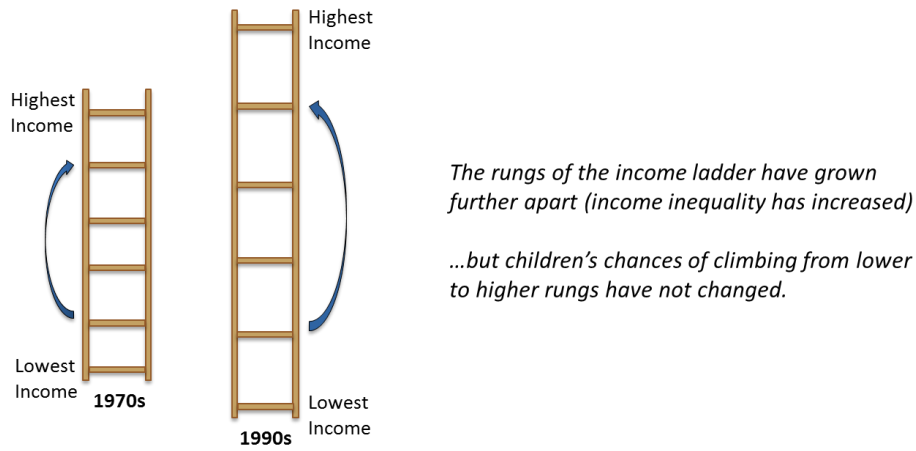 Highest
Income
Lowest
Income
1970s
Highest
Income
Lowest
Income
1990s
The rungs of the income ladder have grown
further apart (income inequality has increased)
…but children’s chances of climbing from lower
to higher rungs have not changed.